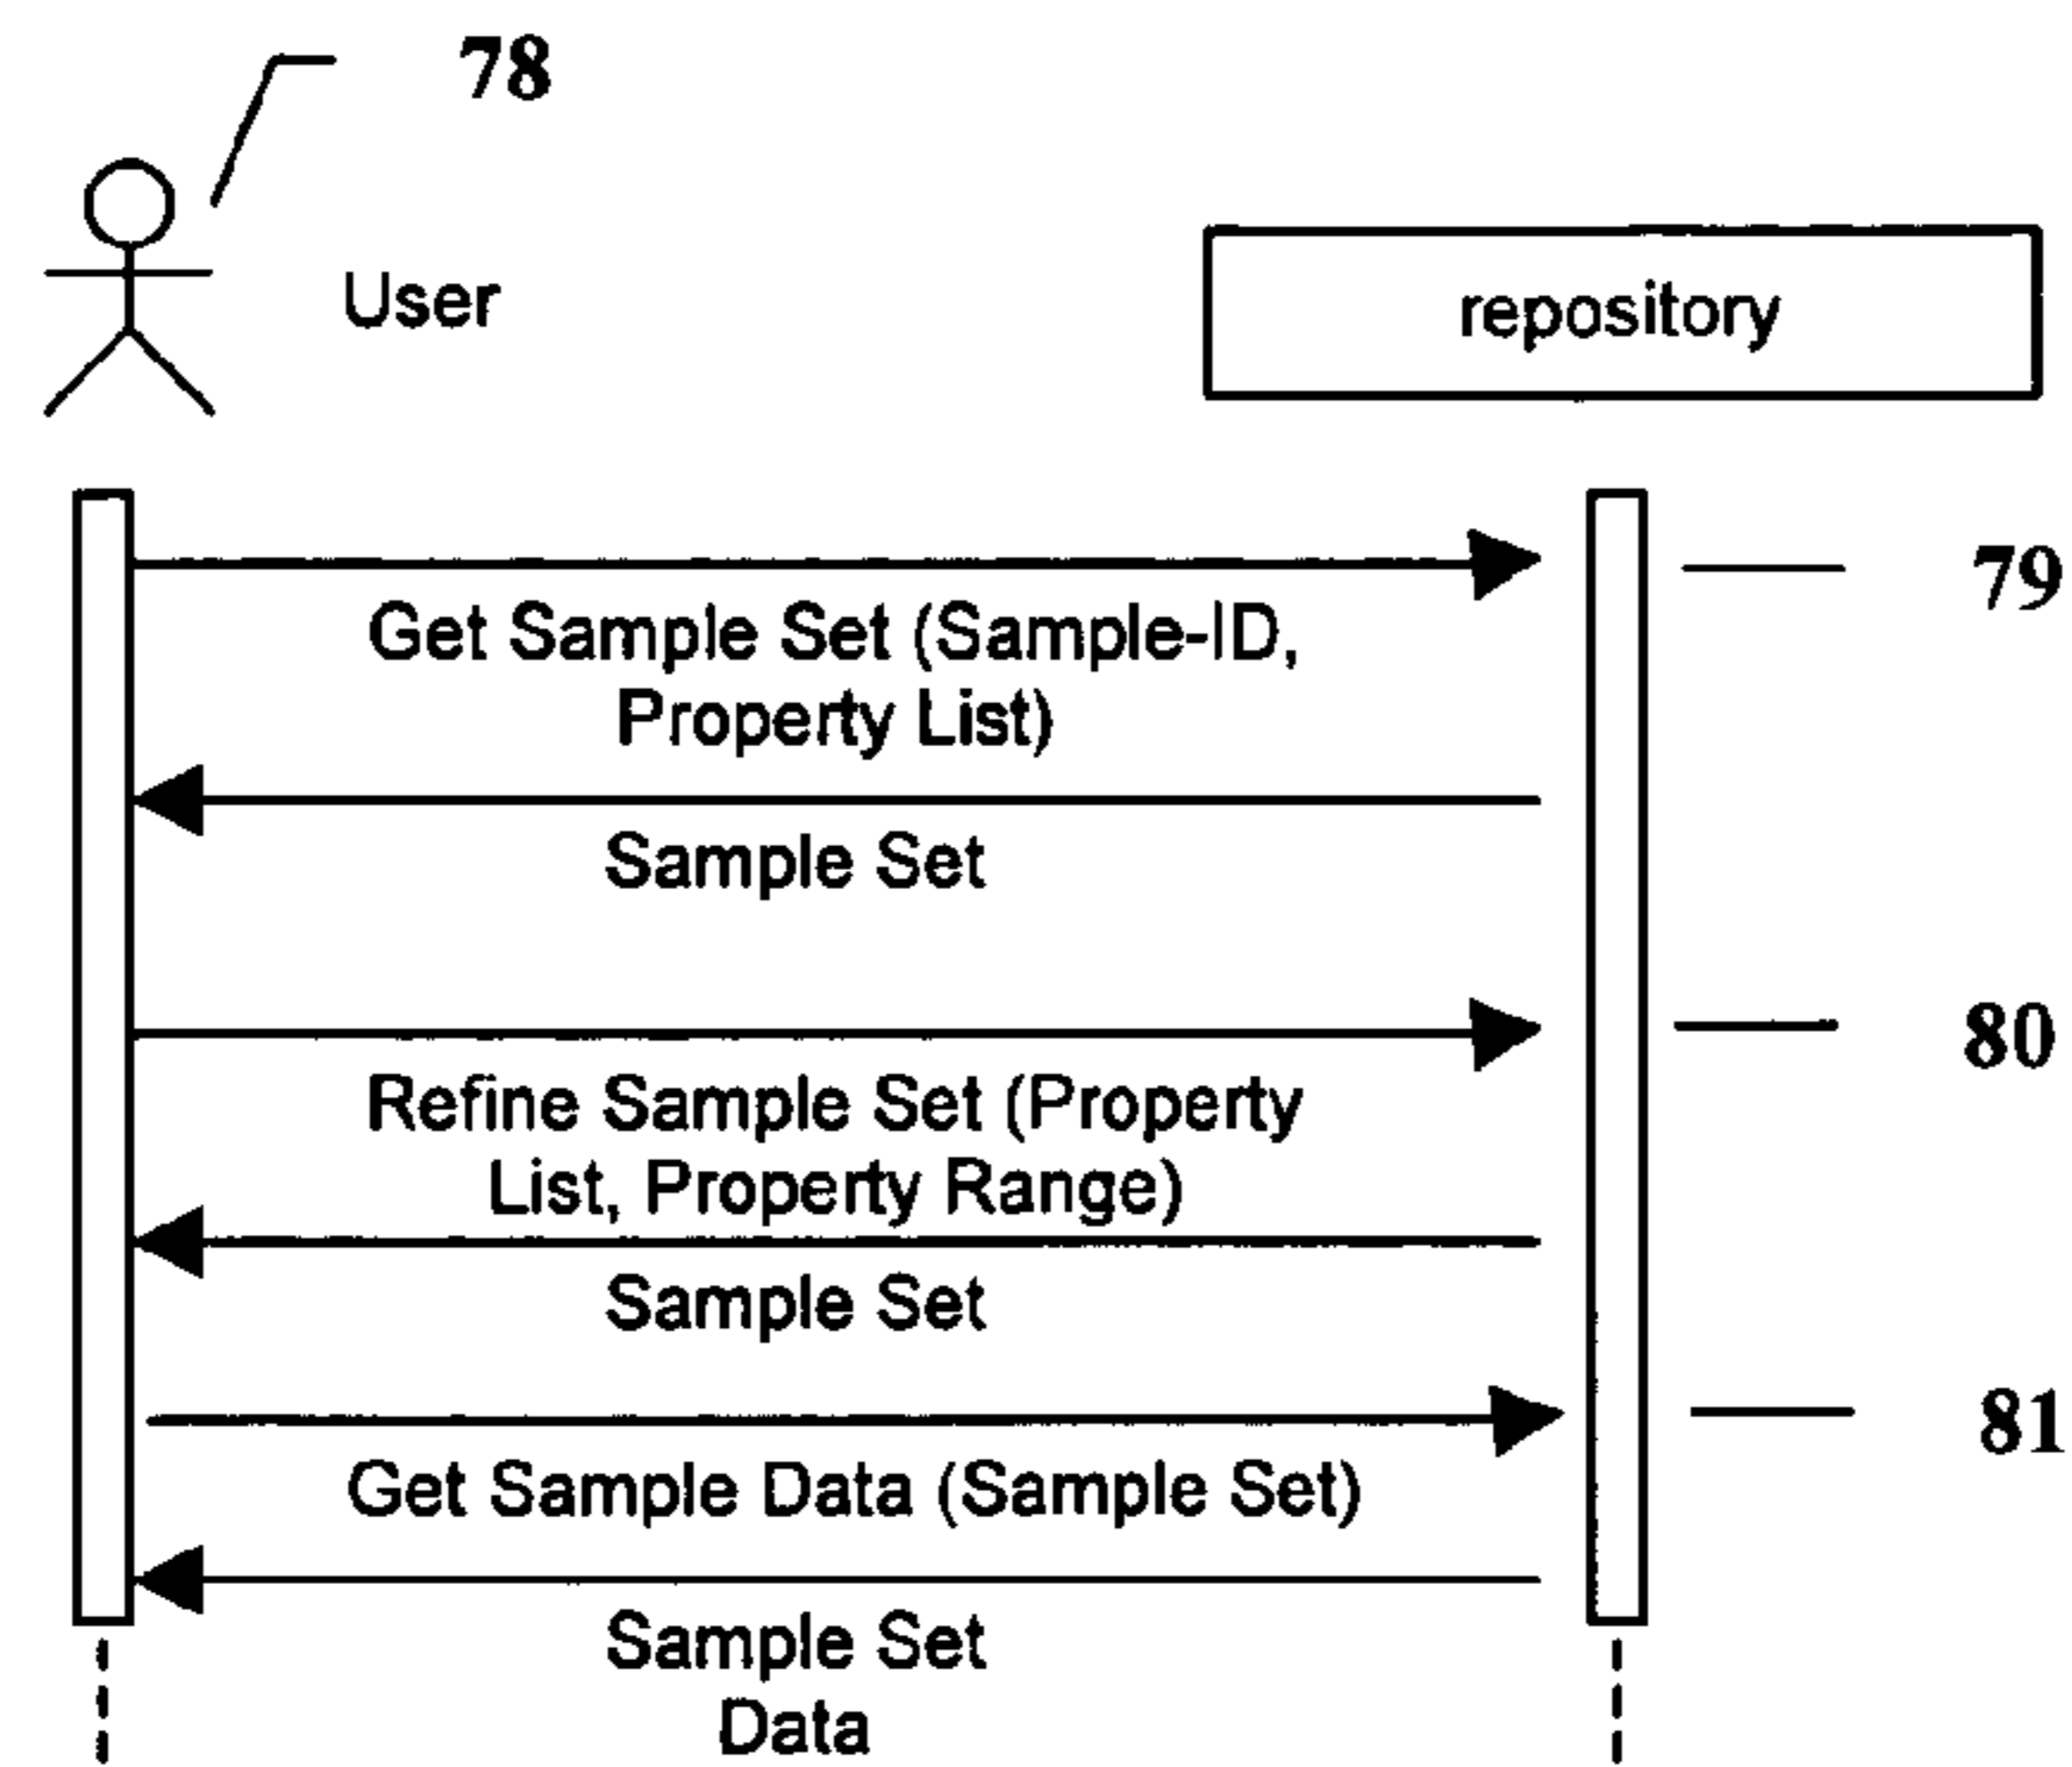 78
User
repository
79
Get Sample Set (Sample-ID,
Property List)
Sample Set
80
Refine Sample Set (Property
List, Property Range)
Sample Set
81
Get Sample Data (Sample Set)
Sample Set
Data